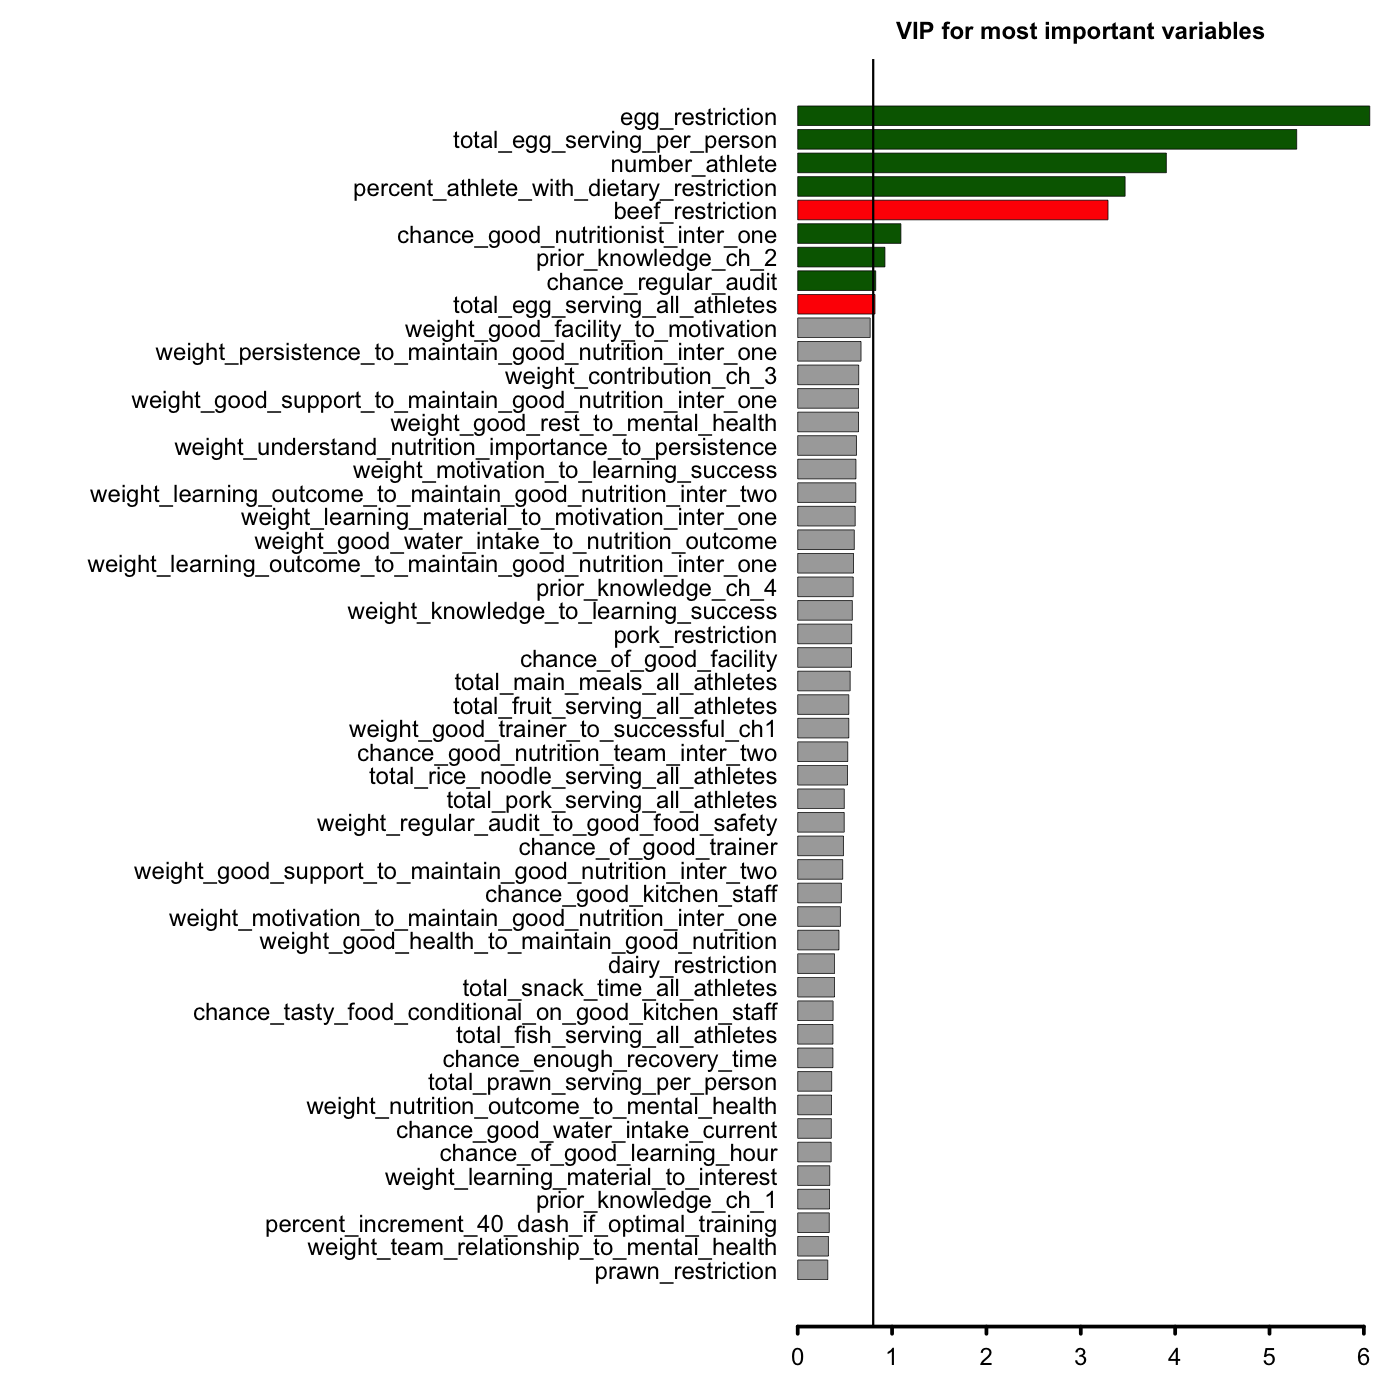 VIP for most important variables
egg_restriction
total_egg_serving_per_person
number_athlete
percent_athlete_with_dietary_restriction
beef_restriction
chance_good_nutritionist_inter_one
prior_knowledge_ch_2
chance_regular_audit
total_egg_serving_all_athletes
weight_good_facility_to_motivation
weight_persistence_to_maintain_good_nutrition_inter_one
weight_contribution_ch_3
weight_good_support_to_maintain_good_nutrition_inter_one
weight_good_rest_to_mental_health
weight_understand_nutrition_importance_to_persistence
weight_motivation_to_learning_success
weight_learning_outcome_to_maintain_good_nutrition_inter_two
weight_learning_material_to_motivation_inter_one
weight_good_water_intake_to_nutrition_outcome
weight_learning_outcome_to_maintain_good_nutrition_inter_one
prior_knowledge_ch_4
weight_knowledge_to_learning_success
pork_restriction
chance_of_good_facility
total_main_meals_all_athletes
total_fruit_serving_all_athletes
weight_good_trainer_to_successful_ch1
chance_good_nutrition_team_inter_two
total_rice_noodle_serving_all_athletes
total_pork_serving_all_athletes
weight_regular_audit_to_good_food_safety
chance_of_good_trainer
weight_good_support_to_maintain_good_nutrition_inter_two
chance_good_kitchen_staff
weight_motivation_to_maintain_good_nutrition_inter_one
weight_good_health_to_maintain_good_nutrition
dairy_restriction
total_snack_time_all_athletes
chance_tasty_food_conditional_on_good_kitchen_staff
total_fish_serving_all_athletes
chance_enough_recovery_time
total_prawn_serving_per_person
weight_nutrition_outcome_to_mental_health
chance_good_water_intake_current
chance_of_good_learning_hour
weight_learning_material_to_interest
prior_knowledge_ch_1
percent_increment_40_dash_if_optimal_training
weight_team_relationship_to_mental_health
prawn_restriction
0 1 2 3 4 5 6